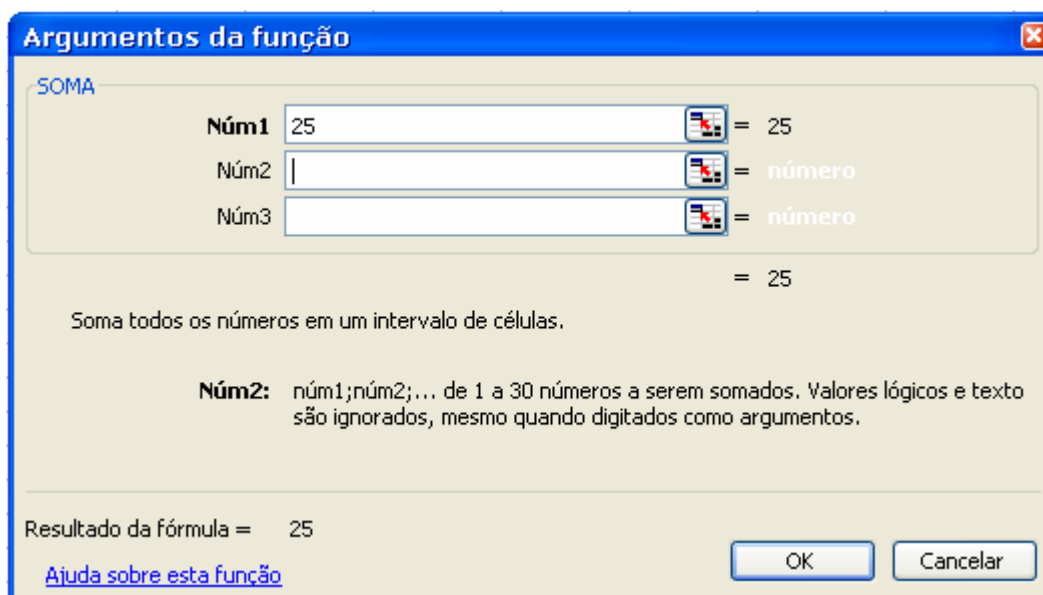 Argumentos da função
SOMA
Núm1 25 = 25
Núm2 = número
Núm3 = número
= 25
Soma todos os números em um intervalo de células.
Núm2: núm1;núm2;... de 1 a 30 números a serem somados. Valores lógicos e texto
são ignorados, mesmo quando digitados como argumentos.
Resultado da fórmula = 25
Ajuda sobre esta função
OK Cancelar